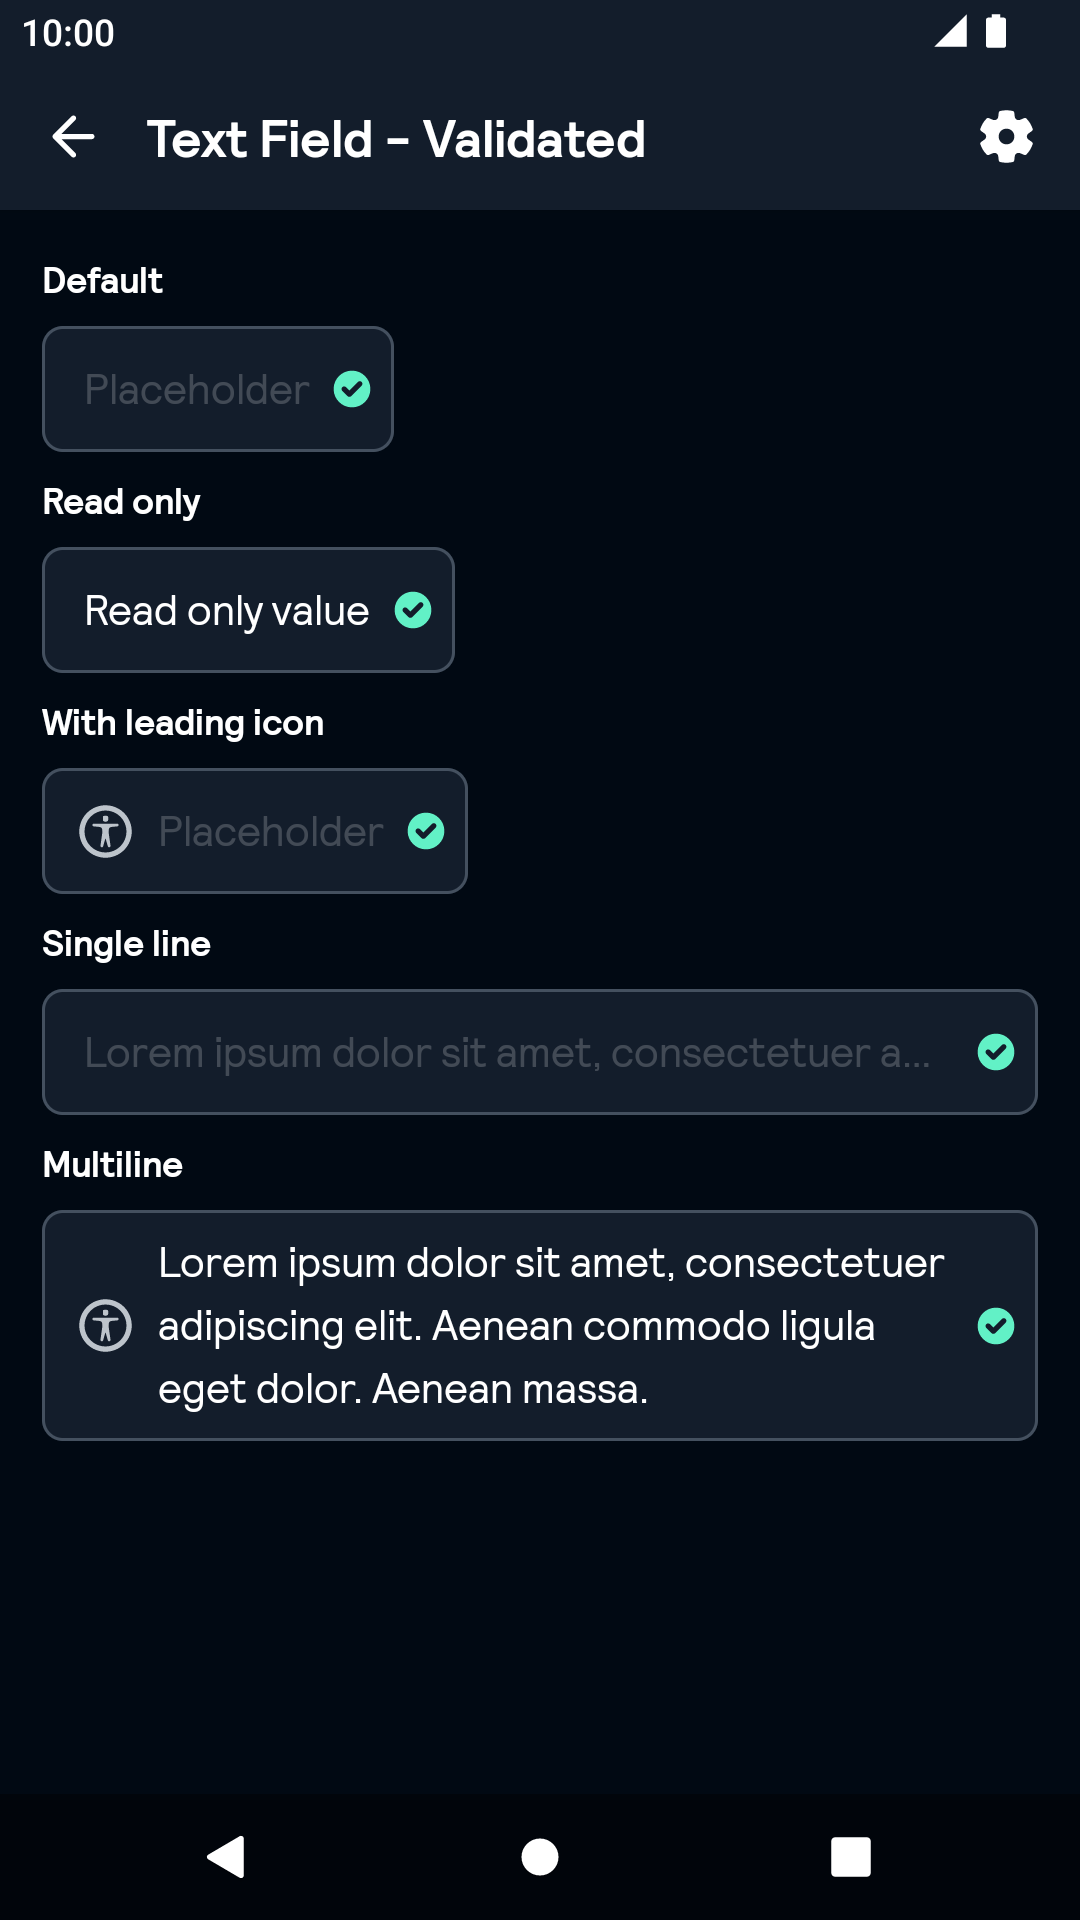 10:00
Text Field - Validated
Default
Placeholder
Read only
Read only value
With leading icon
Placeholder
Single line
Lorem ipsum dolor sit amet, consectetuer a...
Multiline
Lorem ipsum dolor sit amet, consectetuer
adipiscing elit. Aenean commodo ligula
eget dolor. Aenean massa.